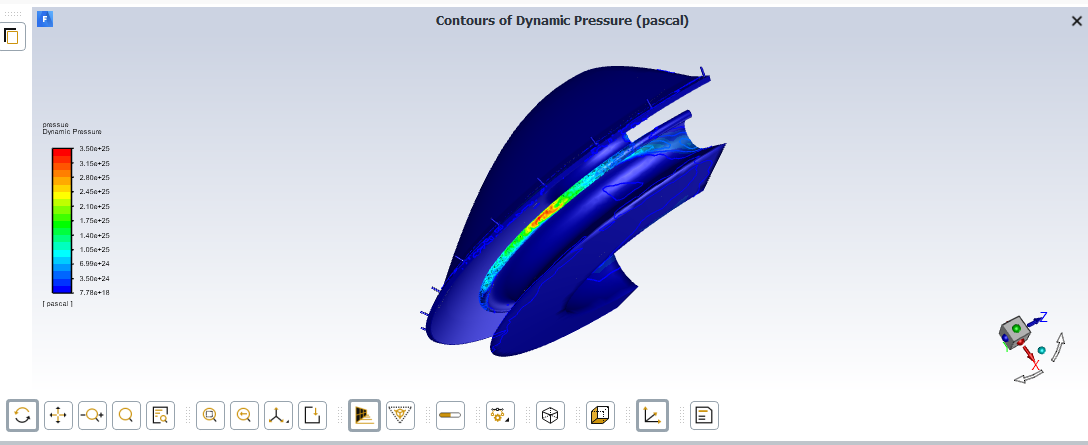 F
Contours of Dynamic Pressure (pascal)
pressue
Dynamic Pressure
3.50e+25
3.15e+25
2.80e+25
2.45e+25
2.10e+25
1.75e+25
1.40e+25
1.05e+25
6.99e+24
3.50e+24
7.78e+18
[ pascal ]
Z
X